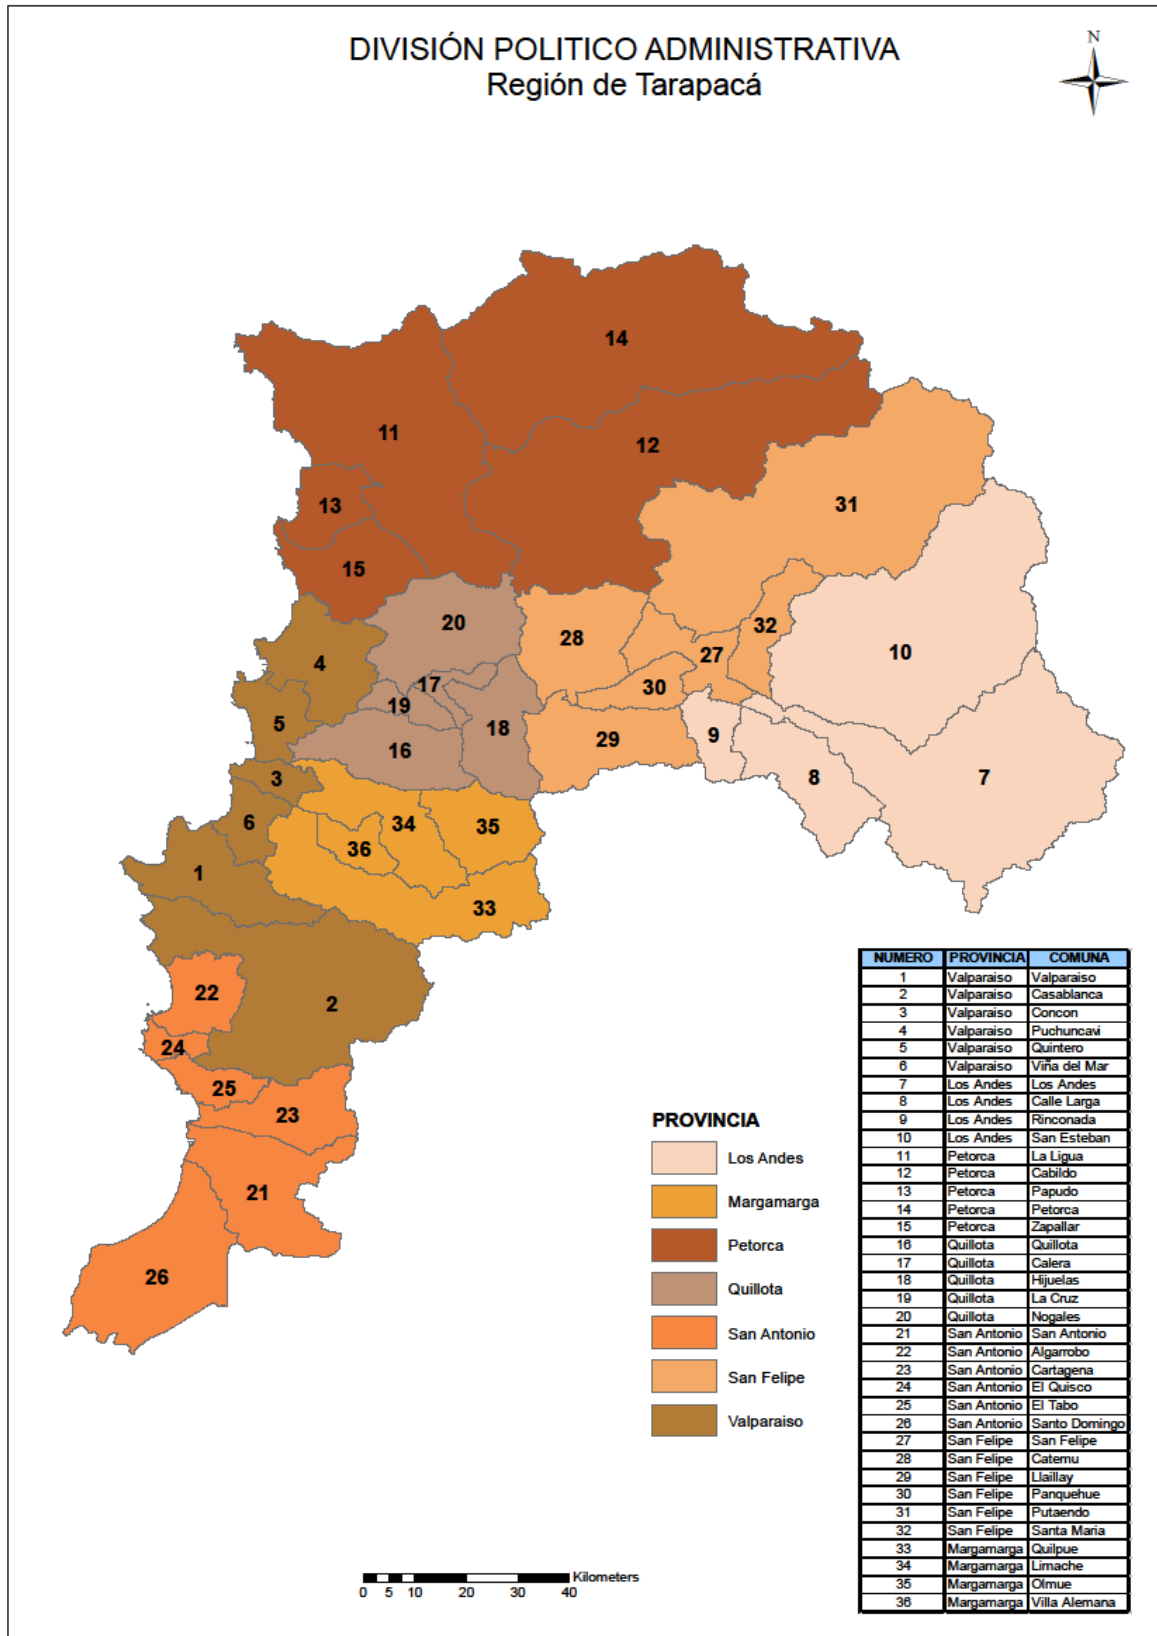 DIVISIÓN POLITICO ADMINISTRATIVA
Región de Tarapacá
N
14
11
12
13
31
15
20
28
32
27
4
10
17
30
19
5
18
29
9
16
3
8
7
6
34
35
36
1
33
22
2
24
25
23
21
26
PROVINCIA
Los Andes
Margamarga
Petorca
Quillota
San Antonio
San Felipe
Valparaiso
NUMERO PROVINCIA COMUNA
1 Valparaiso Valparaiso
2 Valparaiso Casablanca
3 Valparaiso Concon
4 Valparaiso Puchuncavi
5 Valparaiso Quintero
6 Valparaiso Viña del Mar
7 Los Andes Los Andes
8 Los Andes Calle Larga
9 Los Andes Rinconada
10 Los Andes San Esteban
11 Petorca La Ligua
12 Petorca Cabildo
13 Petorca Papudo
14 Petorca Petorca
15 Petorca Zapallar
16 Quillota Quillota
17 Quillota Calera
18 Quillota Hijuelas
19 Quillota La Cruz
20 Quillota Nogales
21 San Antonio San Antonio
22 San Antonio Algarrobo
23 San Antonio Cartagena
24 San Antonio El Quisco
25 San Antonio El Tabo
26 San Antonio Santo Domingo
27 San Felipe San Felipe
28 San Felipe Catemu
29 San Felipe Llaillay
30 San Felipe Panquehue
31 San Felipe Putaendo
32 San Felipe Santa Maria
33 Margamarga Quilpue
34 Margamarga Limache
35 Margamarga Olmue
36 Margamarga Villa Alemana
Kilometers
0 5 10 20 30 40